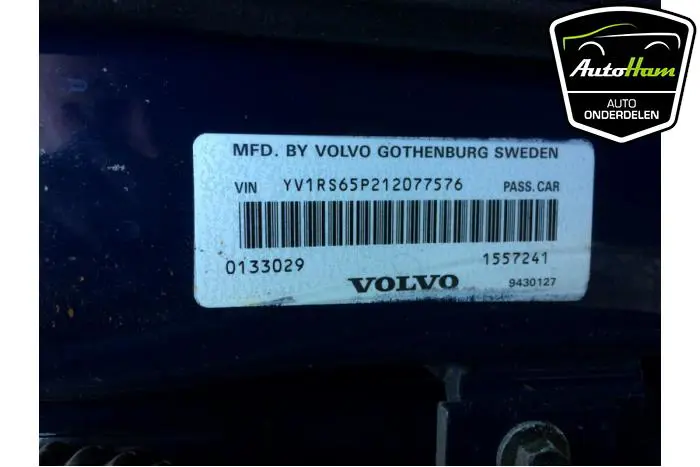 AutoHam
AUTO
ONDERDELEN
MFD. BY VOLVO GOTHENBURG SWEDEN
VIN YV1RS65P212077576 PASS. CAR
0133029 1557241
VOLVO 9430127